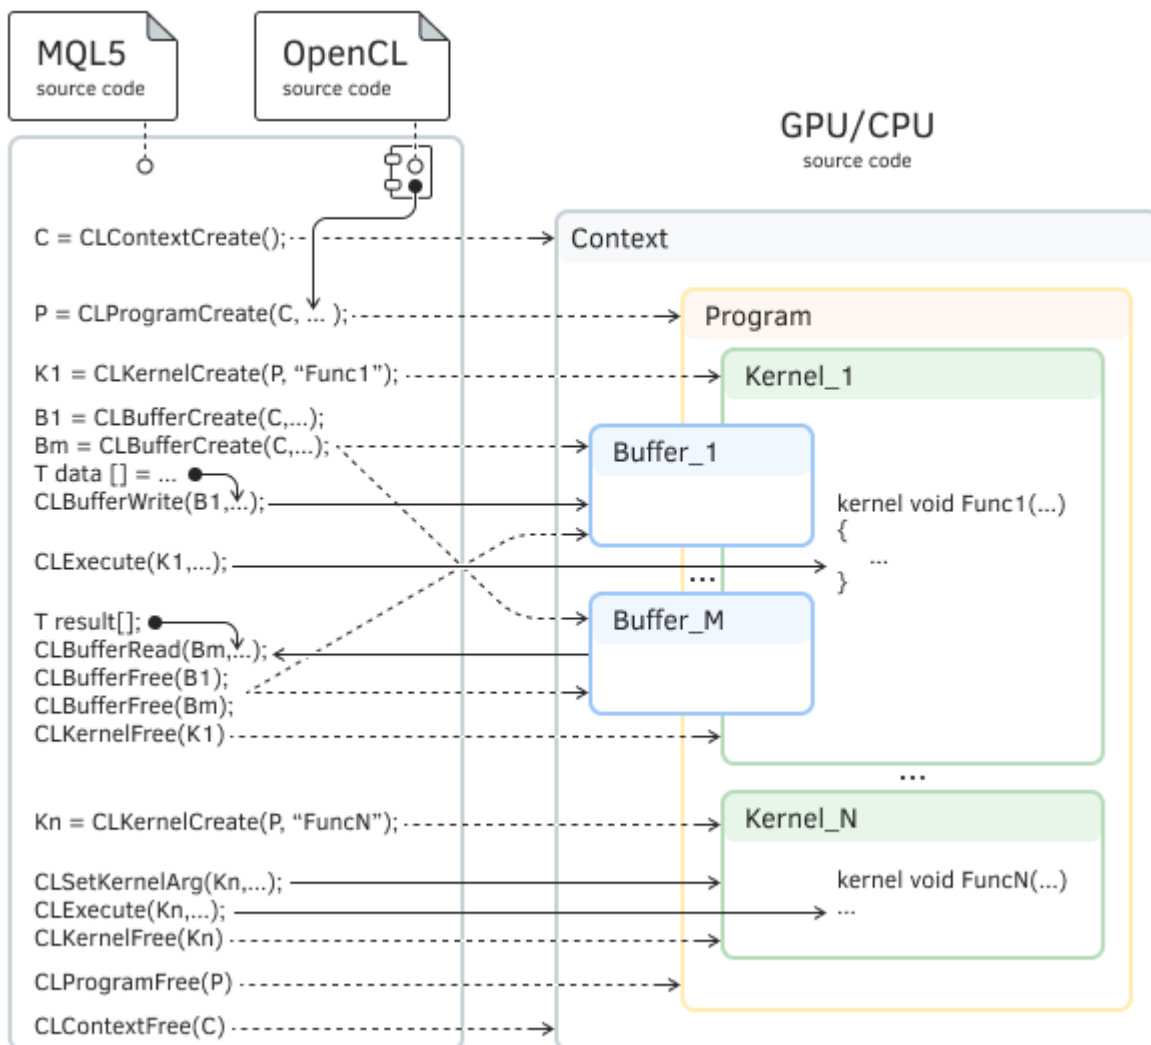 MQL5
source code
OpenCL
source code
GPU/CPU
source code
C = CLContextCreate();
Context
P = CLProgramCreate(C, ... );
Program
K1 = CLKernelCreate(P, “Func1”);
Kernel_1
B1 = CLBufferCreate(C,...);
Bm = CLBufferCreate(C,...);
Buffer_1
T data [] = ...
CLBufferWrite(B1,...);
kernel void Func1(...)
{
...
}
CLExecute(K1,...);
...
T result[];
Buffer_M
CLBufferRead(Bm,...);
CLBufferFree(B1);
CLBufferFree(Bm);
CLKernelFree(K1)
...
Kn = CLKernelCreate(P, “FuncN”);
Kernel_N
CLSetKernelArg(Kn,...);
kernel void FuncN(...)
CLExecute(Kn,...);
...
CLKernelFree(Kn)
CLProgramFree(P)
CLContextFree(C)